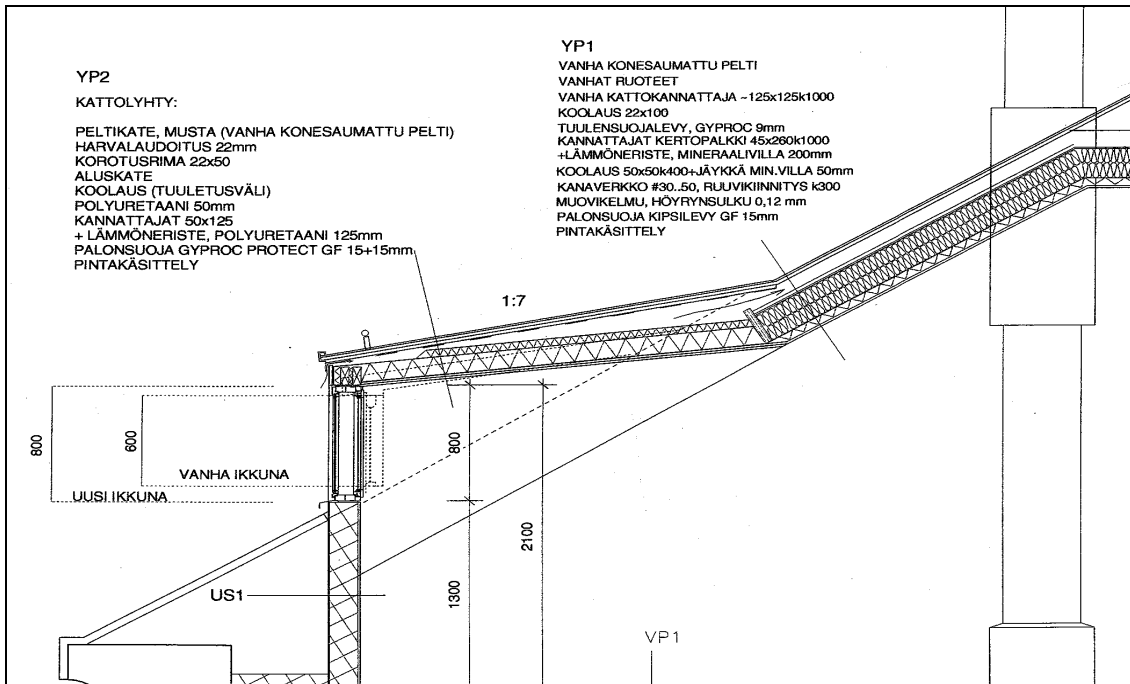 YP2
KATTOLYHTY:
PELTIKATE, MUSTA (VANHA KONESAUMATTU PELTI)
HARVALAUDOITUS 22mm
KOROTUSRIMA 22x50
ALUSKATE
KOOLAUS (TUULETUSVÄLI)
POLYURETAANI 50mm
KANNATTAJAT 50x125
+ LÄMMÖNERISTE, POLYURETAANI 125mm
PALONSUOJA GYPROC PROTECT GF 15+15mm
PINTAKÄSITTELY
YP1
VANHA KONESAUMATTU PELTI
VANHAT RUOTEET
VANHA KATTOKANNATTAJA ~125x125k1000
KOOLAUS 22x100
TUULENSUOJALEVY, GYPROC 9mm
KANNATTAJAT KERTOPALKKI 45x260k1000
+LÄMMÖNERISTE, MINERAALIVILLA 200mm
KOOLAUS 50x50k400+JÄYKKÄ MIN.VILLA 50mm
KANAVERKKO #30..50, RUUVIKIINNITYS k300
MUOVIKELMU, HÖYRYNSULKU 0,12 mm
PALONSUOJA KIPSILEVY GF 15mm
PINTAKÄSITTELY
1:7
800
600
800
VANHA IKKUNA
UUSI IKKUNA
2100
1300
US1
VP1